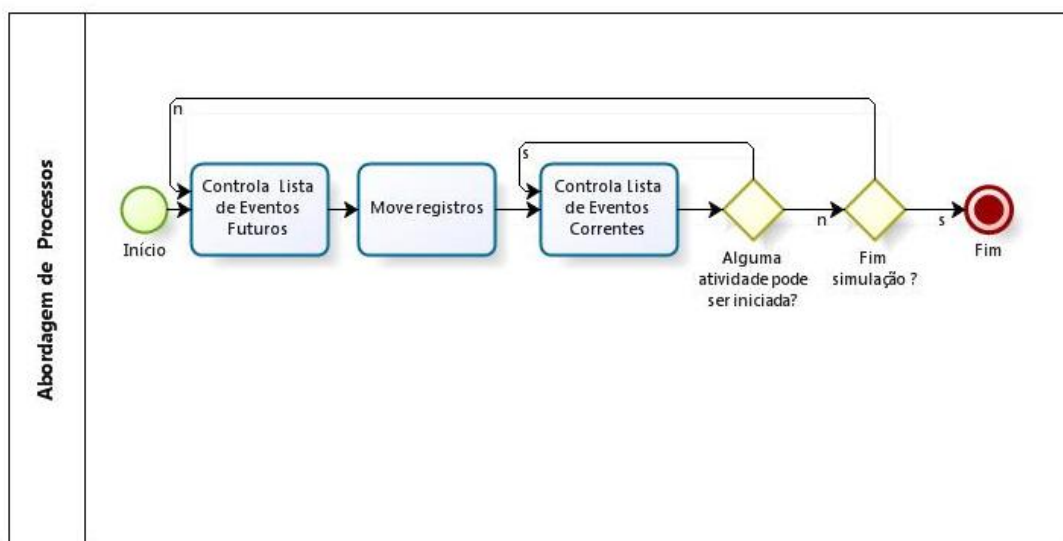 Abordagem de Processos
n
s
Controla Lista
de Eventos
Futuros
Move registros
Controla Lista
de Eventos
Correntes
Início
n
s
Fim
Alguma
atividade pode
ser iniciada?
Fim
simulação ?